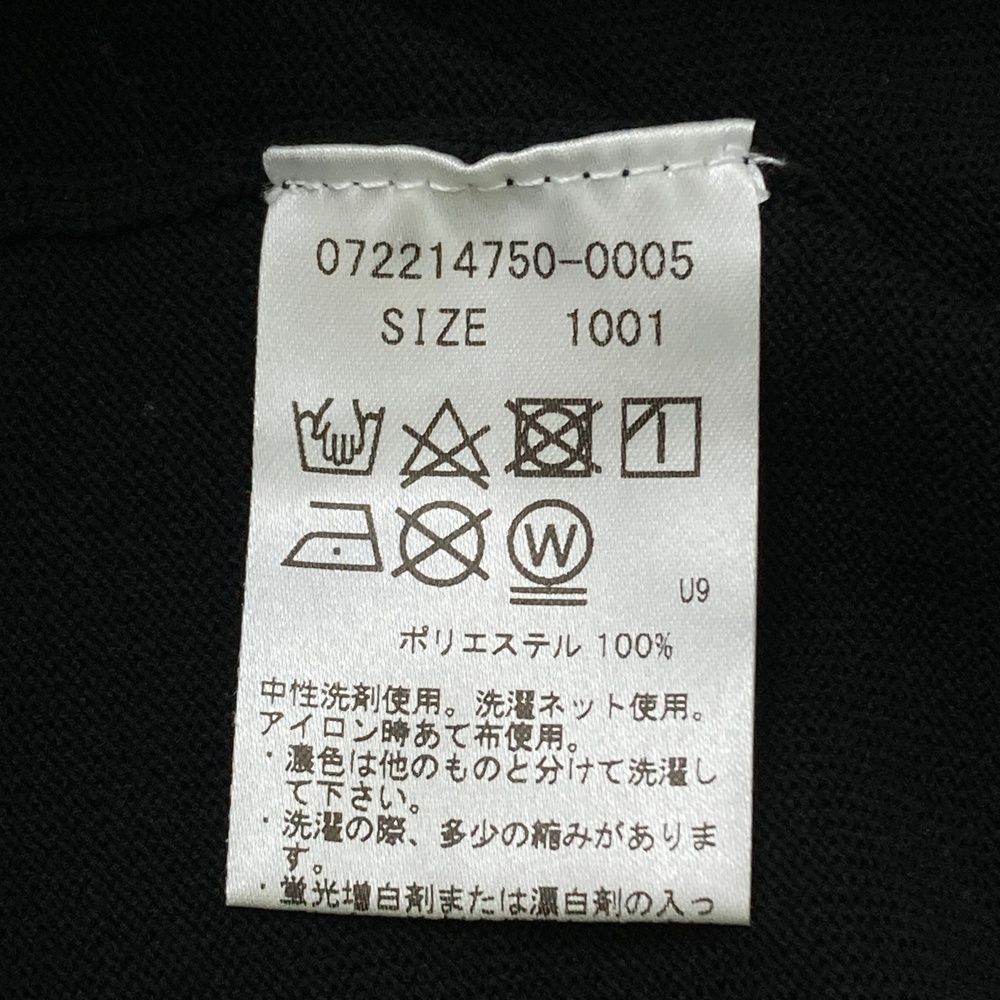 072214750-0005
SIZE 1001
W
U9
ポリエステル 100%
中性洗剤使用。洗濯ネット使用。
アイロン時あて布使用。
・濃色は他のものと分けて洗濯し
て下さい。
・洗濯の際、多少の縮みがありま
す。
・蛍光増白剤または漂白剤の入っ